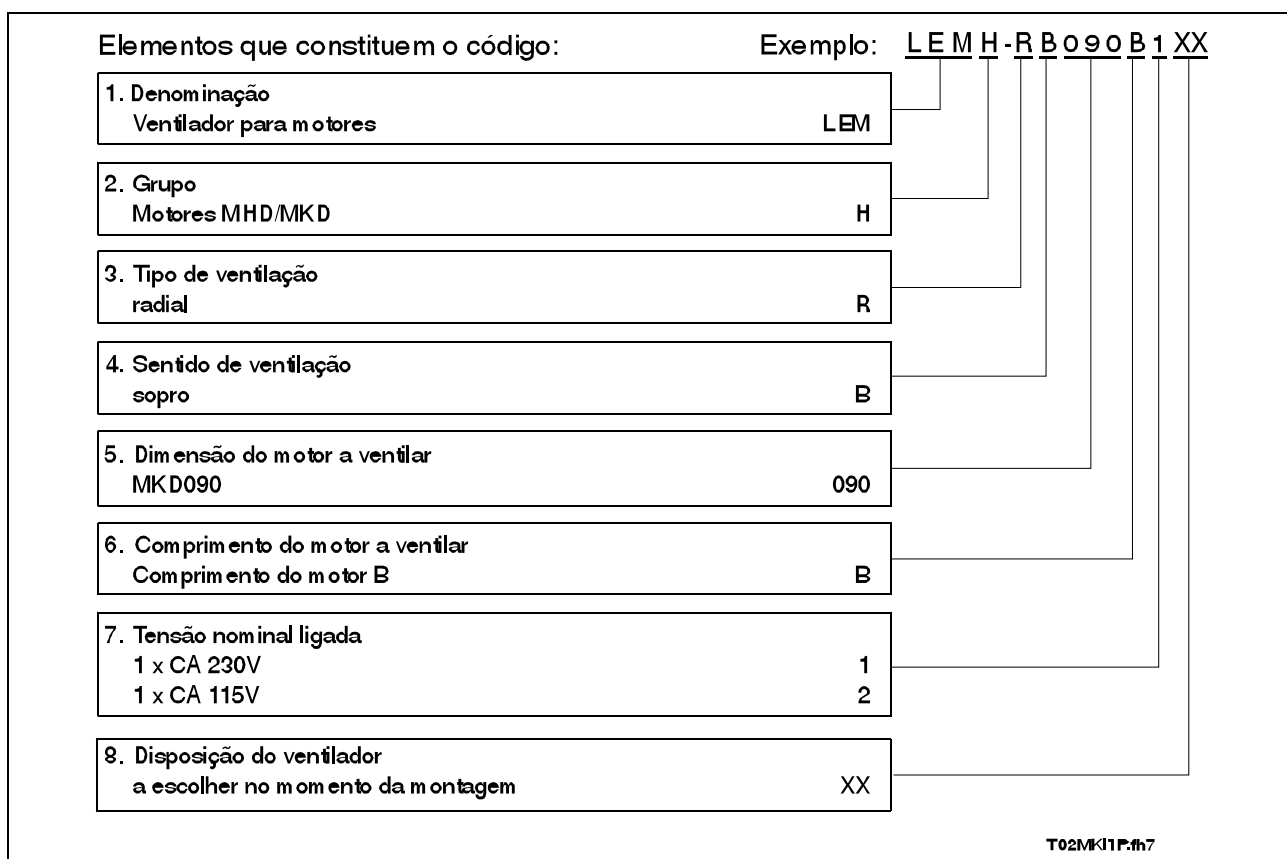 Elementos que constituem o código: Exemplo: LEMH-RB090B1XX
1. Denominação
Ventilador para motores LEM
2. Grupo
Motores MHD/MKD H
3. Tipo de ventilação
radial R
4. Sentido de ventilação
sopro B
5. Dimensão do motor a ventilar
MKD090 090
6. Comprimento do motor a ventilar
Comprimento do motor B B
7. Tensão nominal ligada
1 x CA 230V 1
1 x CA 115V 2
8. Disposição do ventilador
a escolher no momento da montagem XX
T02MKl1P.fh7